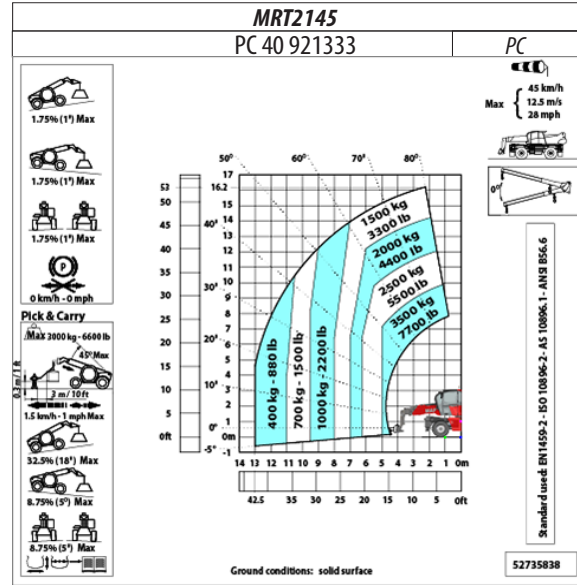 MRT2145
PC 40 921333
PC
1.75% (1°) Max
1.75% (1°) Max
1.75% (1°) Max
P
0 km/h - 0 mph
Pick & Carry
Max 3000 kg - 6600 lb
45° Max
0.3 m / 1 ft
3 m / 10 ft
1.5 km/h - 1 mph Max
32.5% (18°) Max
8.75% (5°) Max
8.75% (5°) Max
Max
45 km/h
12.5 m/s
28 mph
0°
50° 60° 70° 80°
40°
30°
20°
10°
0°
-5°
53
50
45
40
35
30
25
20
15
10
5
0ft
17
16.2
15
14
13
12
11
10
9
8
7
6
5
4
3
2
1
0m
-1
1500 kg
3300 lb
2000 kg
4400 lb
2500 kg
5500 lb
3500 kg
7700 lb
400 kg - 880 lb
700 kg - 1500 lb
1000 kg - 2200 lb
14 13 12 11 10 9 8 7 6 5 4 3 2 1 0m
42.5 35 30 25 20 15 10 5 0ft
Standard used: EN1459-2 - ISO 10896-2 - AS 10896.1 - ANSI B56.6
Ground conditions: solid surface
52735838